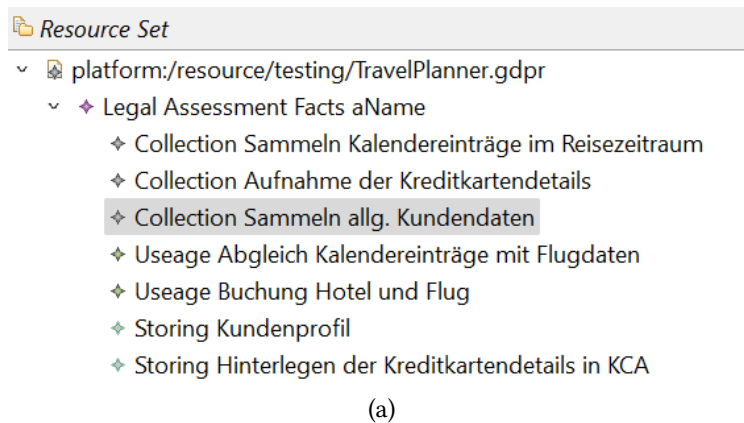 Resource Set
platform:/resource/testing/TravelPlanner.gdpr
Legal Assessment Facts aName
Collection Sammeln Kalendereinträge im Reisezeitraum
Collection Aufnahme der Kreditkartendetails
Collection Sammeln allg. Kundendaten
Useage Abgleich Kalendereinträge mit Flugdaten
Useage Buchung Hotel und Flug
Storing Kundenprofil
Storing Hinterlegen der Kreditkartendetails in KCA
(a)